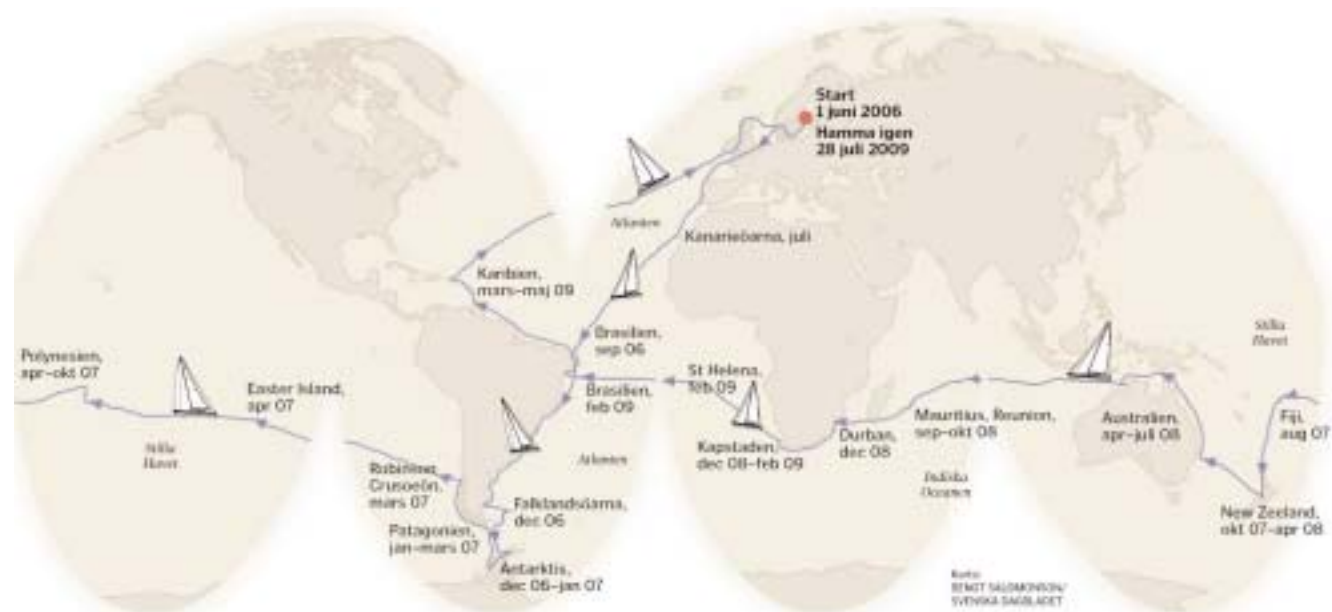 Start
1 juni 2006
Hamma igen
28 juli 2009
Atlanten
Kanarieöarna, juli
Karibien,
mars-maj 09
Brasilien,
sep 06
Stilla
Havet
Polynesien,
apr-okt 07
Easter Island,
apr 07
St Helena,
feb 09
Brasilien,
feb 09
Mauritius, Reunion,
sep-okt 08
Australien,
apr-juli 08
Fiji,
aug 07
Durban,
dec 08
Kapstaden,
dec 08-feb 09
Stilla
Havet
Atlanten
Robinson
Crusoeön,
mars 07
Indiska
Oceanen
Falklandsöarna,
dec 06
New Zeeland,
okt 07-apr 08
Patagonien,
jan-mars 07
Antarktis,
dec 06-jan 07
Karta:
BENGT SALOMONSON/
SVENSKA DAGBLADET